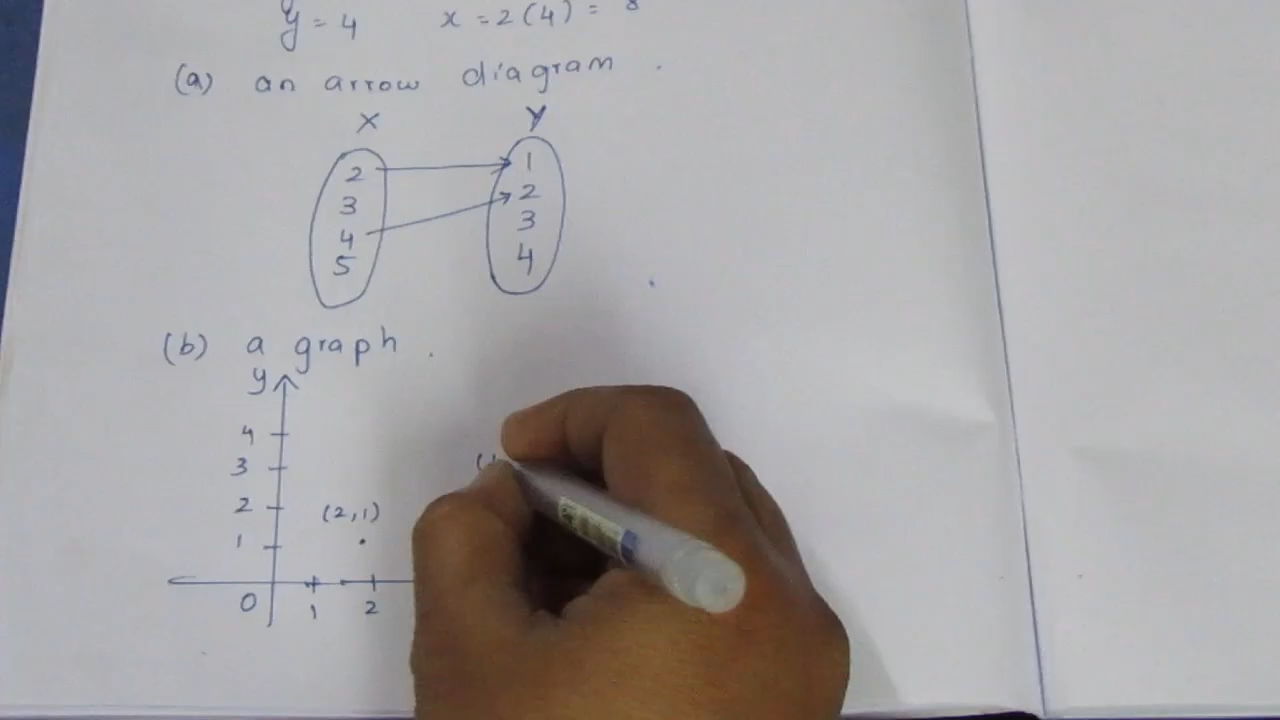 y = 4 x = 2(4) = 8
(a) an arrow diagram .
X Y
2 1
3 2
4 3
5 4
(b) a graph .
y
4
3
2 (2,1)
1
0 1 2